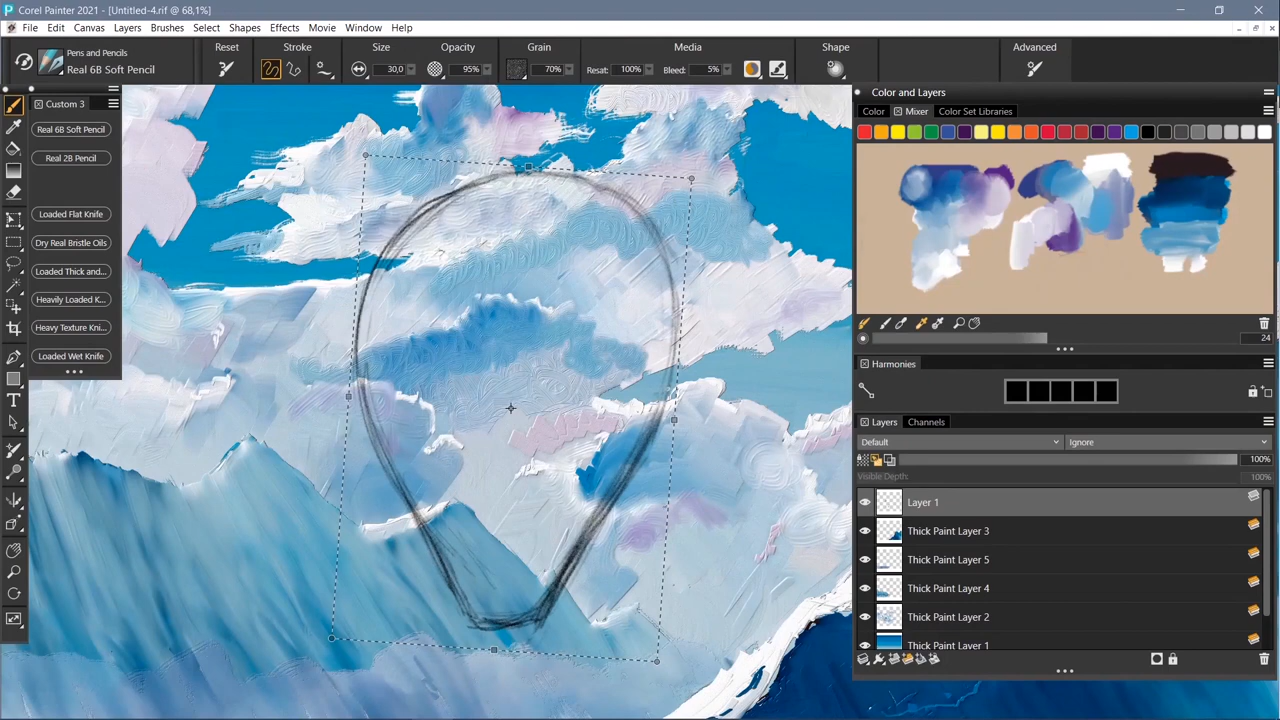 Corel Painter 2021 - [Untitled-4.rif @ 68,1%]
File Edit Canvas Layers Brushes Select Shapes Effects Movie Window Help
Pens and Pencils
Real 6B Soft Pencil
Reset
Stroke
Size
30,0
Opacity
95%
Grain
70%
Media
Resat: 100%
Bleed: 5%
Shape
Advanced
Custom 3
Real 6B Soft Pencil
Real 2B Pencil
Loaded Flat Knife
Dry Real Bristle Oils
Loaded Thick and...
Heavily Loaded K...
Heavy Texture Kni...
Loaded Wet Knife
Color and Layers
Color Mixer Color Set Libraries
24
Harmonies
Layers Channels
Default Ignore
100%
Visible Depth: 100%
Layer 1
Thick Paint Layer 3
Thick Paint Layer 5
Thick Paint Layer 4
Thick Paint Layer 2
Thick Paint Layer 1